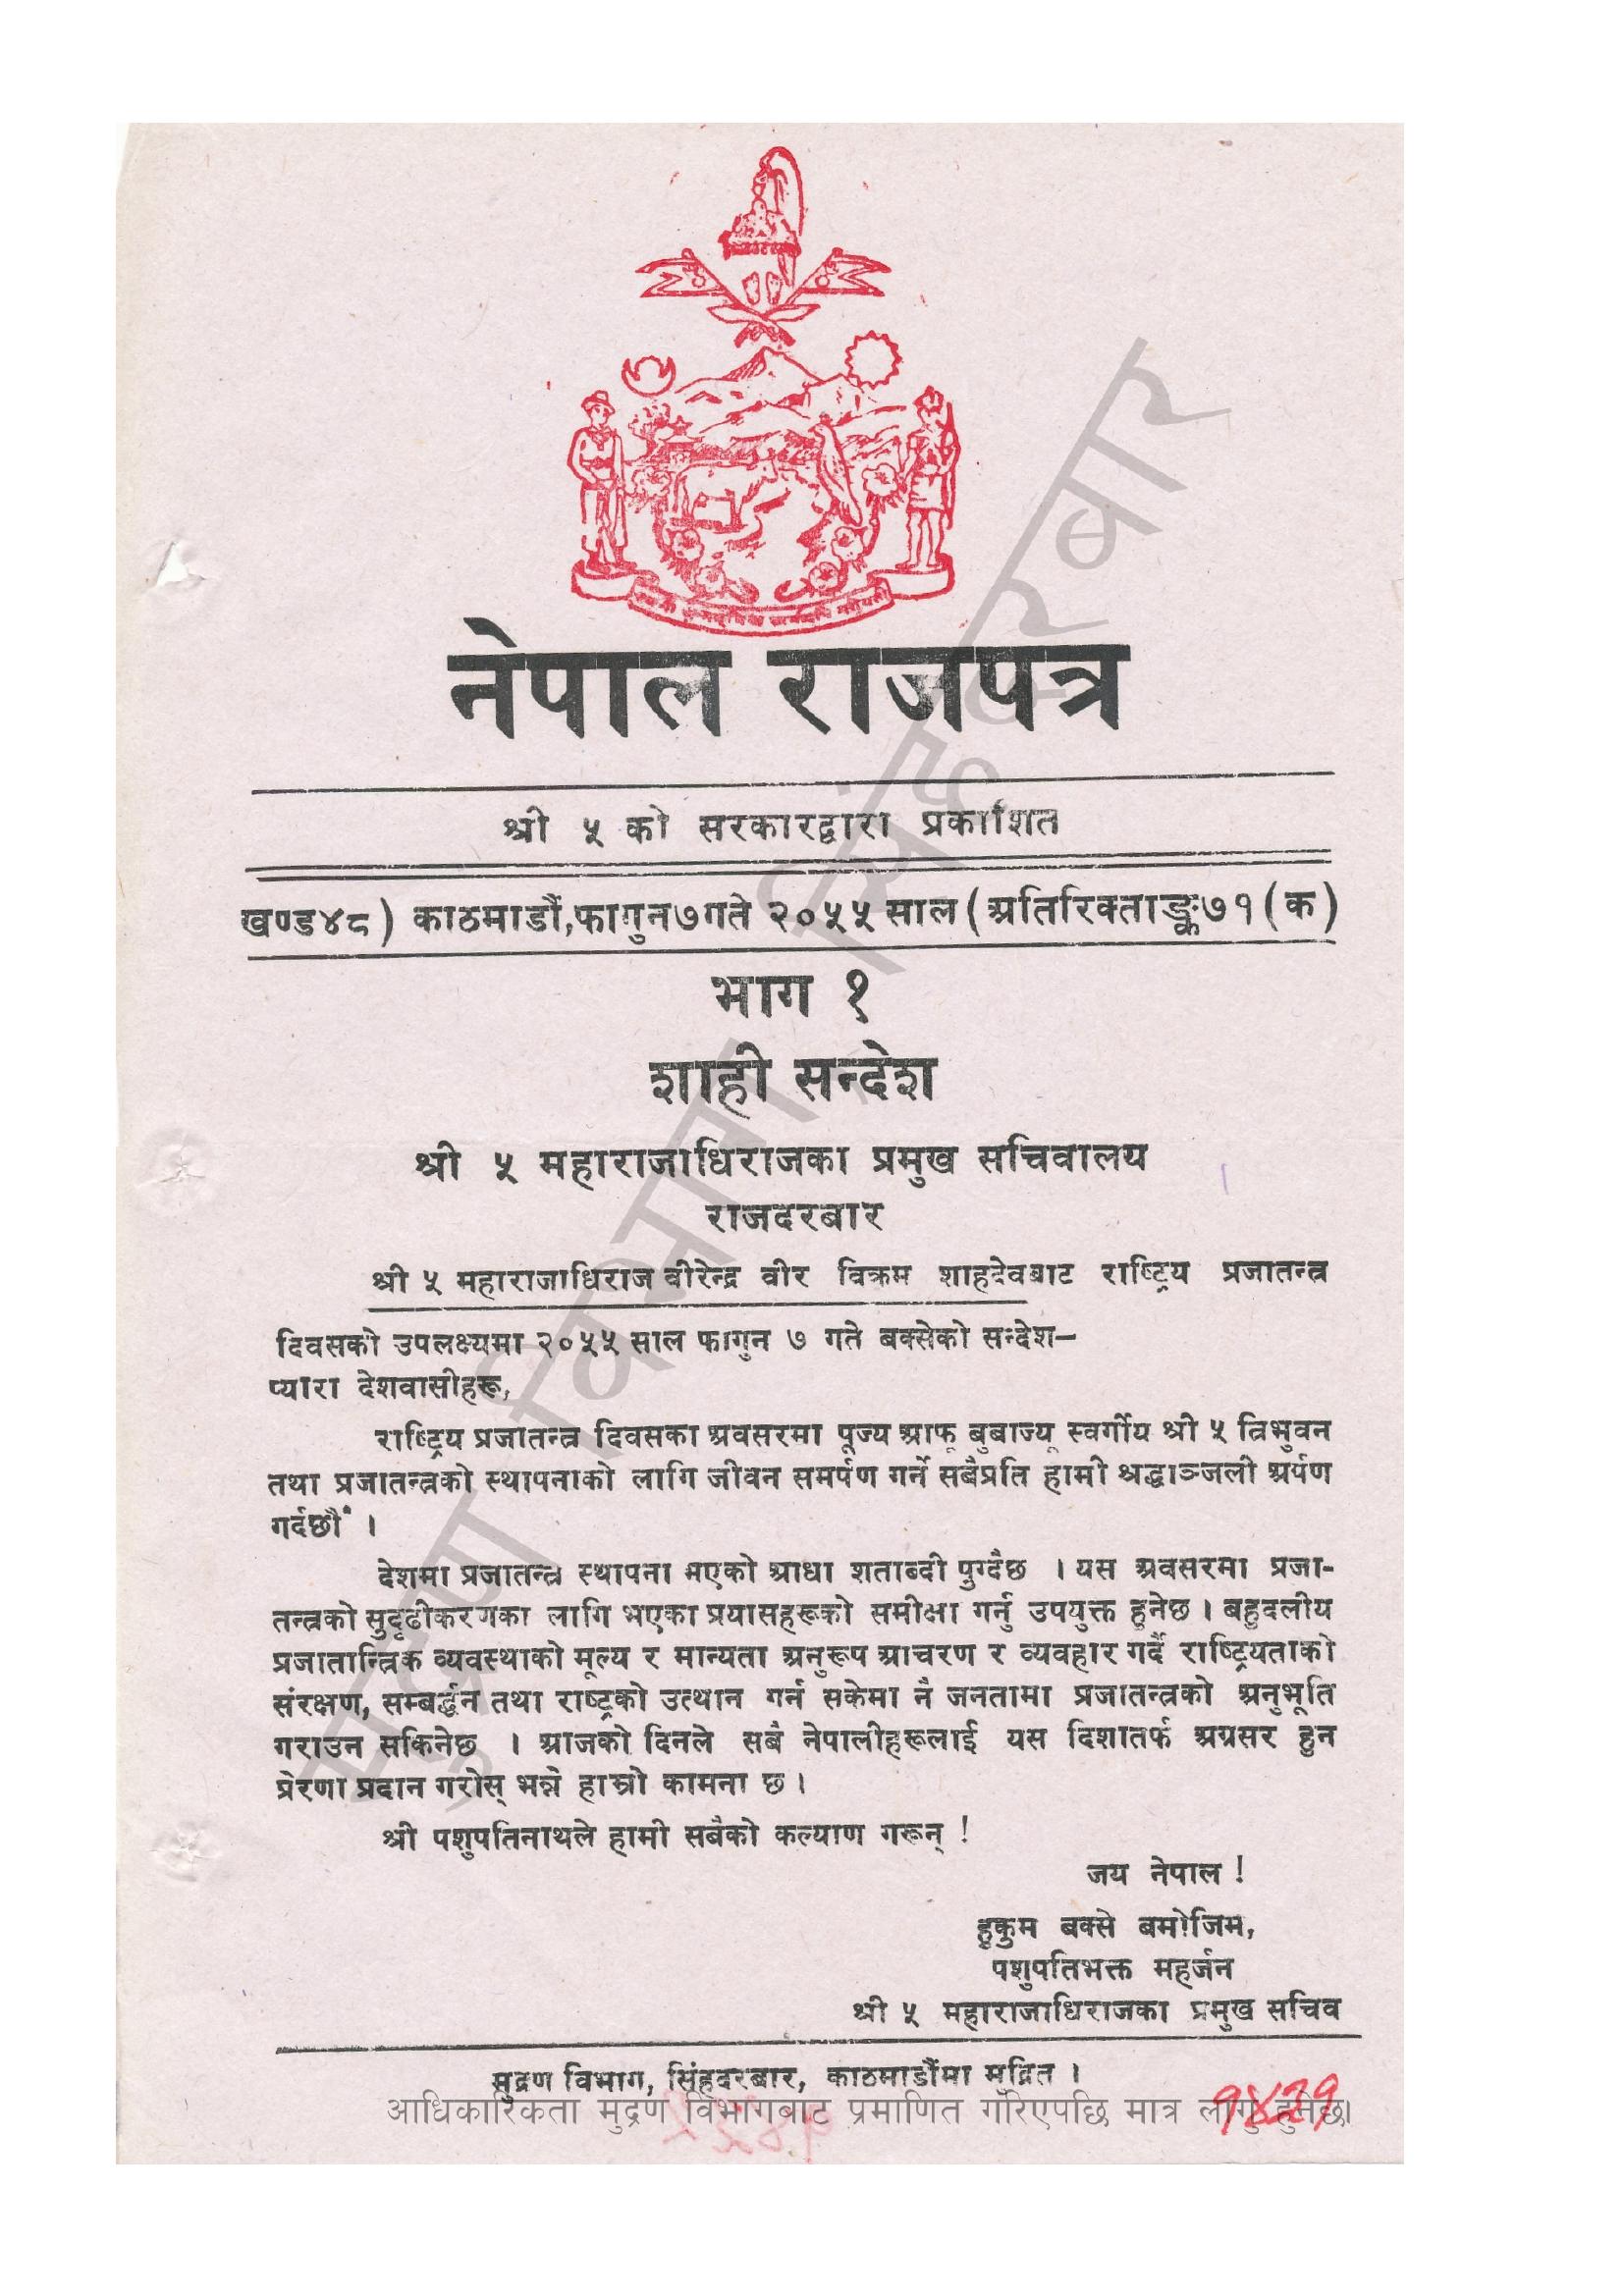 नेपाल राजपत्र
श्री ५ को सरकारद्वारा प्रकाशित
खण्ड४८) काठमाडौं,फागुन७गते २०५५ साल (अतिरिक्ताङ्क७१(क)
भाग १
शाही सन्देश
श्री ५ महाराजाधिराजका प्रमुख सचिवालय
राजदरबार
श्री ५ महाराजाधिराज वीरेन्द्र वीर विक्रम शाहदेवबाट राष्ट्रिय प्रजातन्त्र
दिवसको उपलक्ष्यमा २०५५ साल फागुन ७ गते बक्सेको सन्देश–
प्यारा देशवासीहरू,
राष्ट्रिय प्रजातन्त्र दिवसका अवसरमा पूज्य आफू बुबाज्यू स्वर्गीय श्री ५ त्रिभुवन
तथा प्रजातन्त्रको स्थापनाको लागि जीवन समर्पण गर्ने सबैप्रति हामी श्रद्धाञ्जली अर्पण
गर्दछौं ।
देशमा प्रजातन्त्र स्थापना भएको आधा शताब्दी पुग्दैछ । यस अवसरमा प्रजा-
तन्त्रको सुदृढीकरणका लागि भएका प्रयासहरूको समीक्षा गर्नु उपयुक्त हुनेछ । बहुदलीय
प्रजातान्त्रिक व्यवस्थाको मूल्य र मान्यता अनुरूप आचरण र व्यवहार गर्दै राष्ट्रियताको
संरक्षण, सम्बर्द्धन तथा राष्ट्रको उत्थान गर्न सकेमा नै जनतामा प्रजातन्त्रको अनुभूति
गराउन सकिनेछ । आजको दिनले सबै नेपालीहरूलाई यस दिशातर्फ अग्रसर हुन
प्रेरणा प्रदान गरोस् भन्ने हाम्रो कामना छ ।
श्री पशुपतिनाथले हामी सबैको कल्याण गरून् !
जय नेपाल !
हुकुम बक्से बमोजिम,
पशुपतिभक्त महर्जन
श्री ५ महाराजाधिराजका प्रमुख सचिव
मुद्रण विभाग, सिंहदरबार, काठमाडौंमा मुद्रित ।
आधिकारिकता मुद्रण विभागबाट प्रमाणित गरिएपछि मात्र लागु हुनेछ।
मुद्रण विभाग, सिंहदरबार